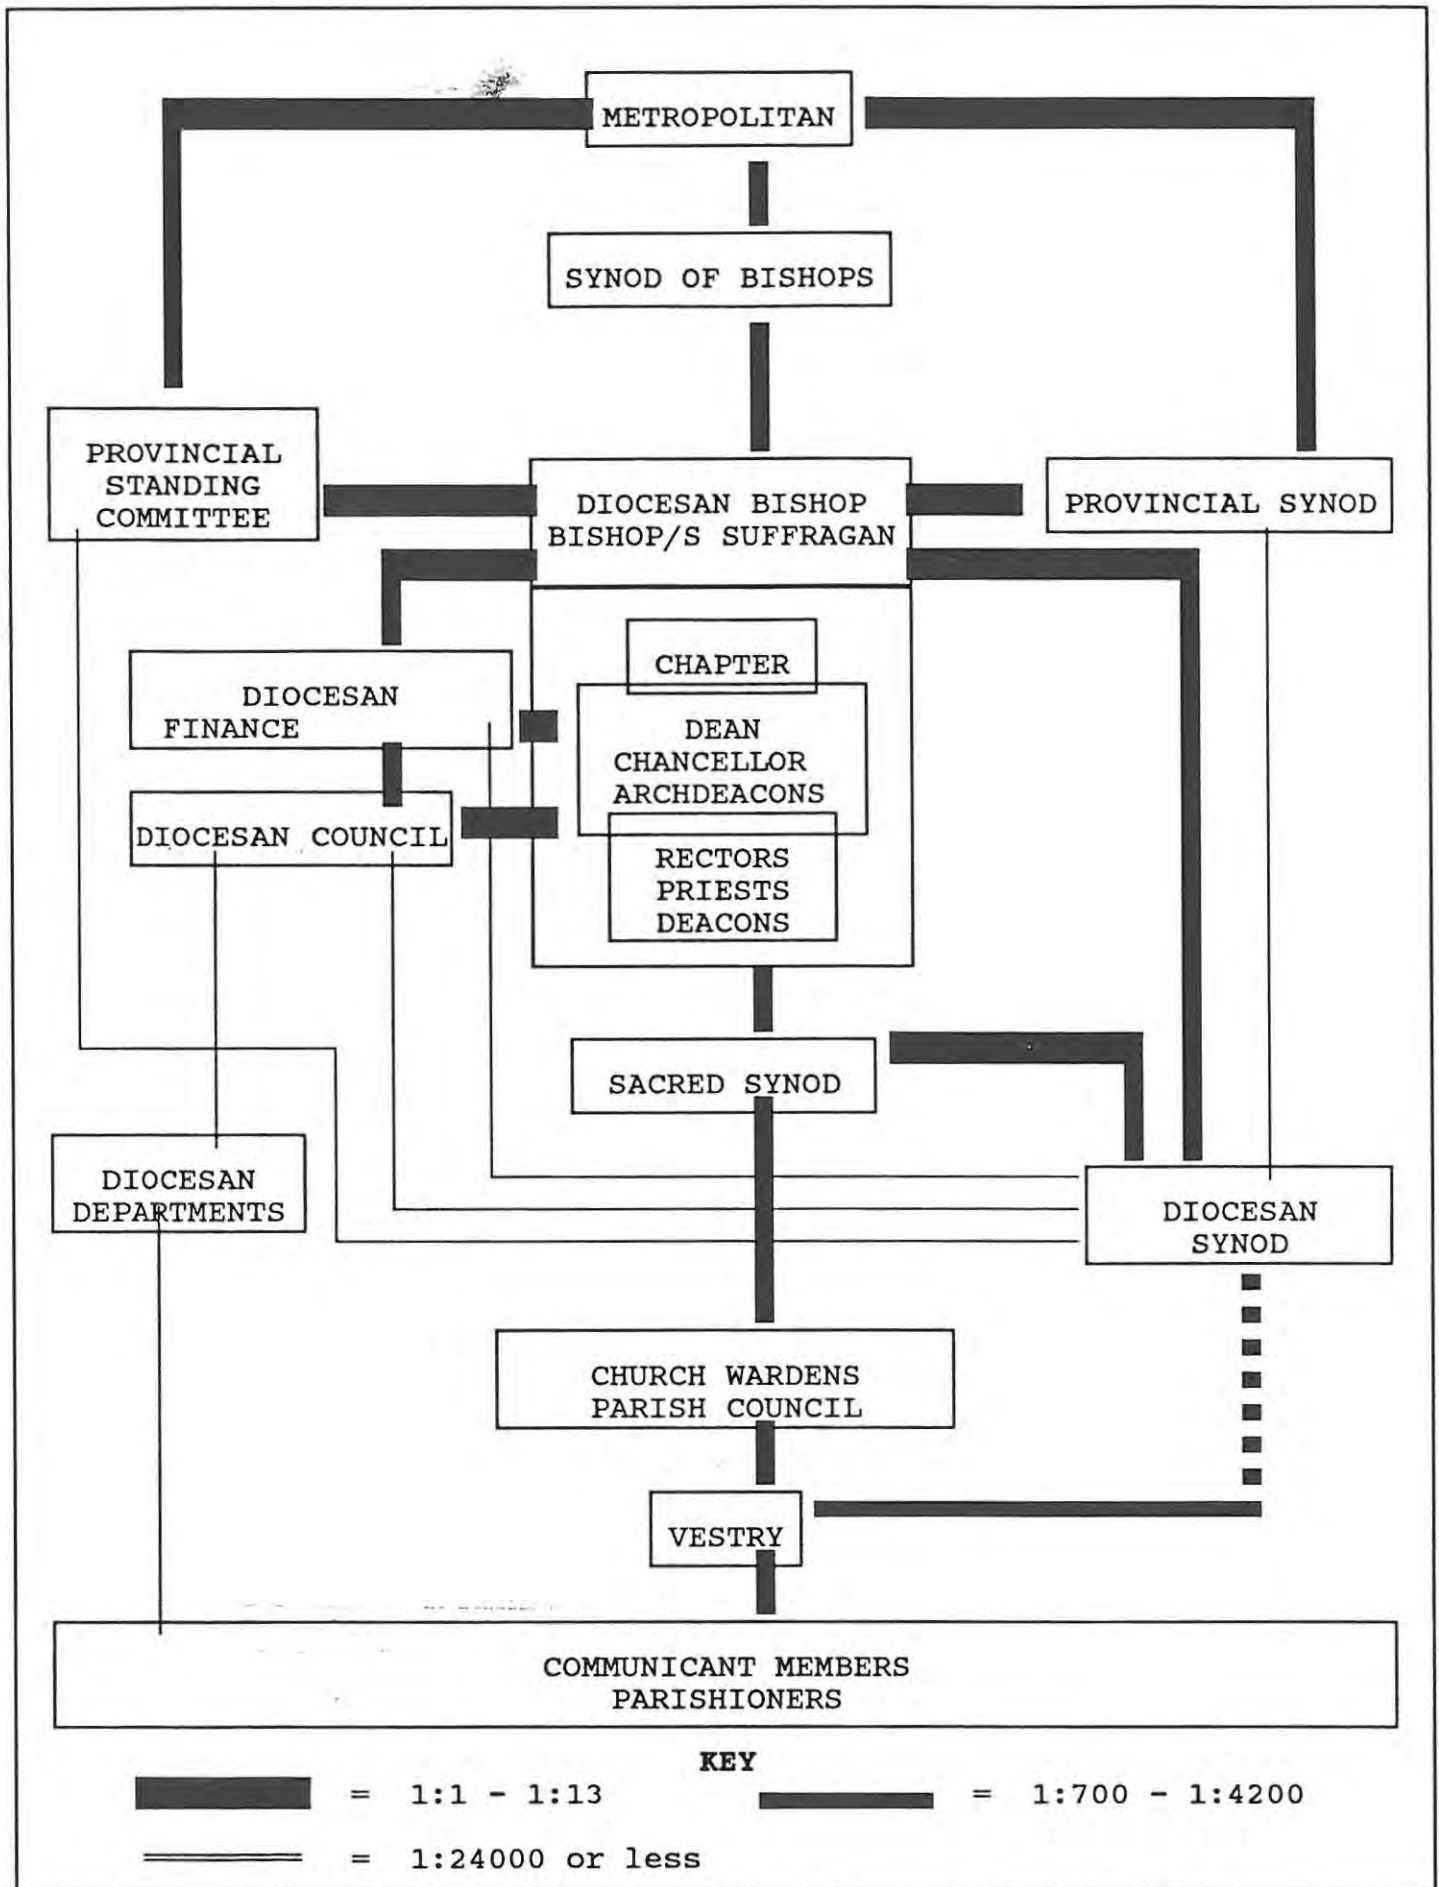 METROPOLITAN
SYNOD OF BISHOPS
PROVINCIAL
STANDING
COMMITTEE
DIOCESAN BISHOP
BISHOP/S SUFFRAGAN
PROVINCIAL SYNOD
CHAPTER
DIOCESAN
FINANCE
DEAN
CHANCELLOR
ARCHDEACONS
DIOCESAN COUNCIL
RECTORS
PRIESTS
DEACONS
SACRED SYNOD
DIOCESAN
DEPARTMENTS
DIOCESAN
SYNOD
CHURCH WARDENS
PARISH COUNCIL
VESTRY
COMMUNICANT MEMBERS
PARISHIONERS
KEY
= 1:1 - 1:13
= 1:700 - 1:4200
= 1:24000 or less